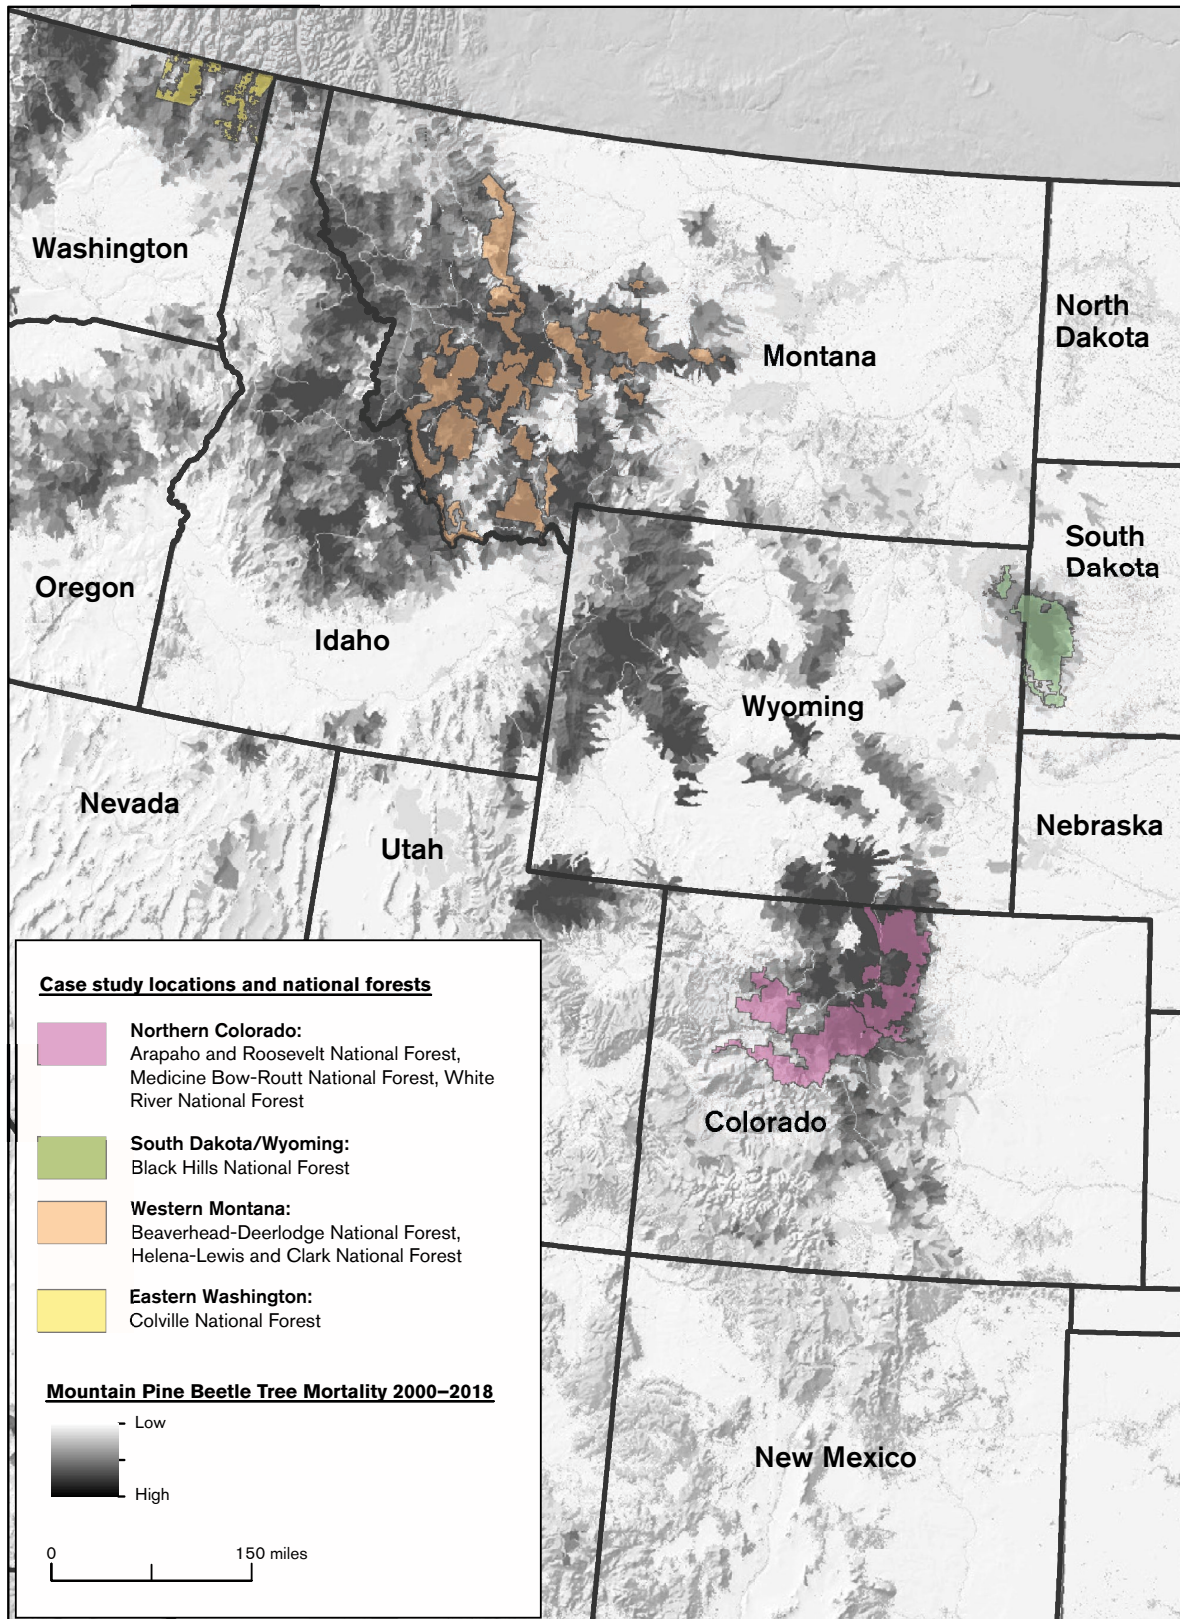 Washington
Montana
North
Dakota
South
Dakota
Oregon
Idaho
Wyoming
Nevada
Utah
Nebraska
Colorado
New Mexico
Case study locations and national forests
Northern Colorado:
Arapaho and Roosevelt National Forest,
Medicine Bow-Routt National Forest, White
River National Forest
South Dakota/Wyoming:
Black Hills National Forest
Western Montana:
Beaverhead-Deerlodge National Forest,
Helena-Lewis and Clark National Forest
Eastern Washington:
Colville National Forest
Mountain Pine Beetle Tree Mortality 2000–2018
Low
High
0 150 miles